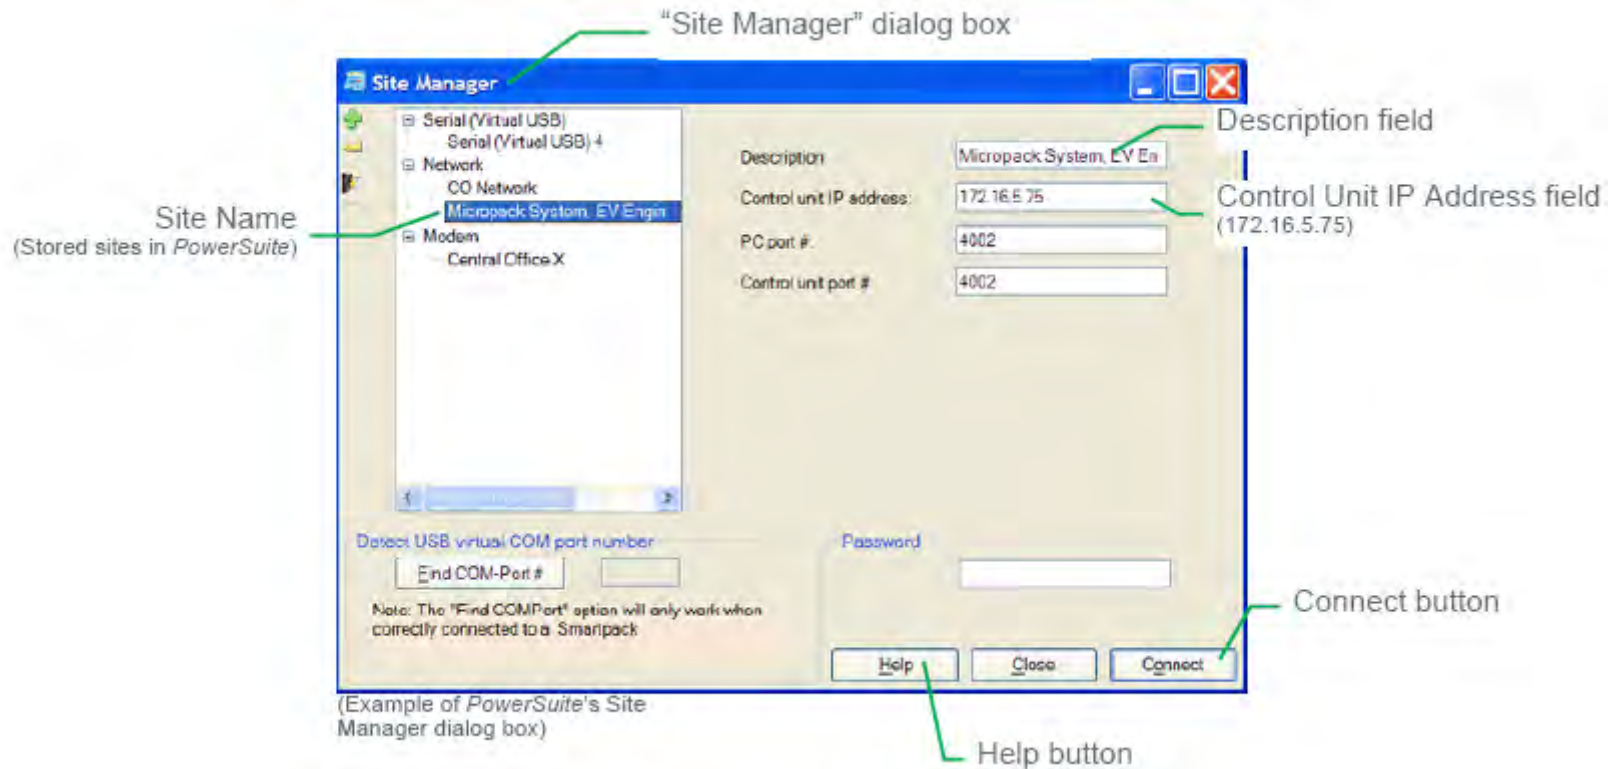 "Site Manager" dialog box
Site Manager
Serial (Virtual USB)
Serial (Virtual USB) 4
Network
CO Network
Micropack System, EV Engin
Modem
Central Office X
Site Name
(Stored sites in PowerSuite)
Description
Micropack System, EV En
Description field
Control unit IP address:
172.16.5.75
Control Unit IP Address field
(172.16.5.75)
PC port #:
4002
Control unit port #
4002
Detect USB virtual COM port number
Find COM-Port #
Note: The "Find COMPort" option will only work when
correctly connected to a Smartpack
Password
Help
Close
Connect
Connect button
(Example of PowerSuite's Site
Manager dialog box)
Help button